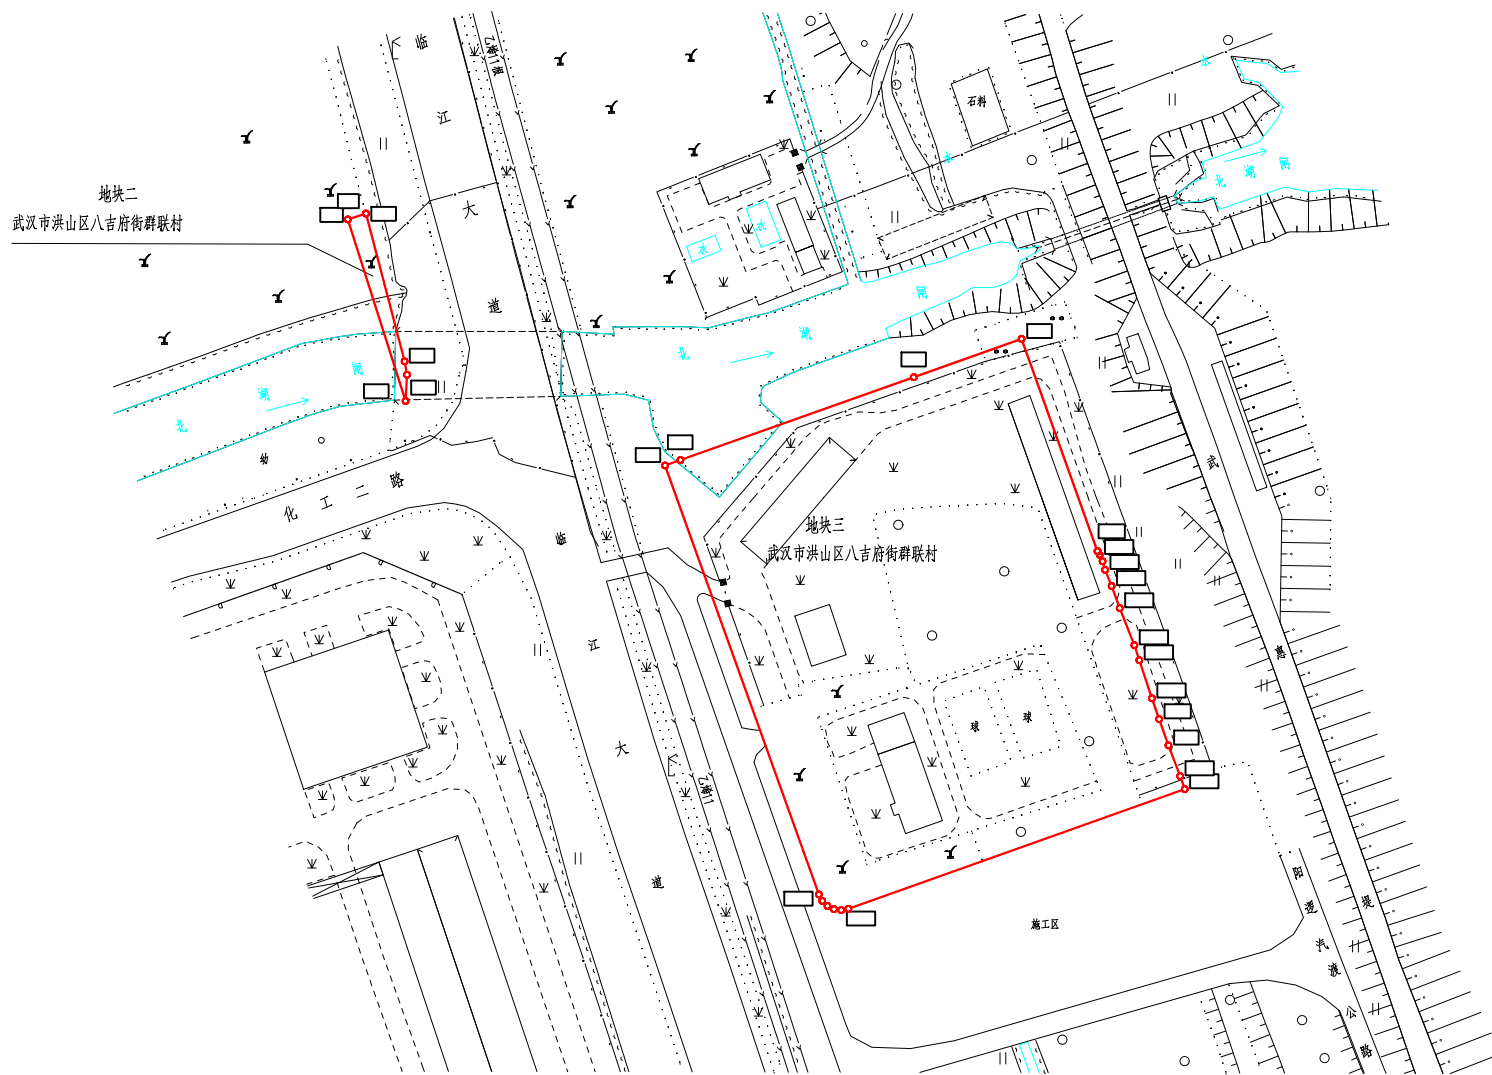 临
江
大
道
石料
水
水
水
水
北湖闸
地块二
武汉市洪山区八吉府街群联村
北湖闸
北湖闸
化工二路
临
江
大
道
地块三
武汉市洪山区八吉府街群联村
球
球
武
惠
堤
施工区
阳逻汽渡公路